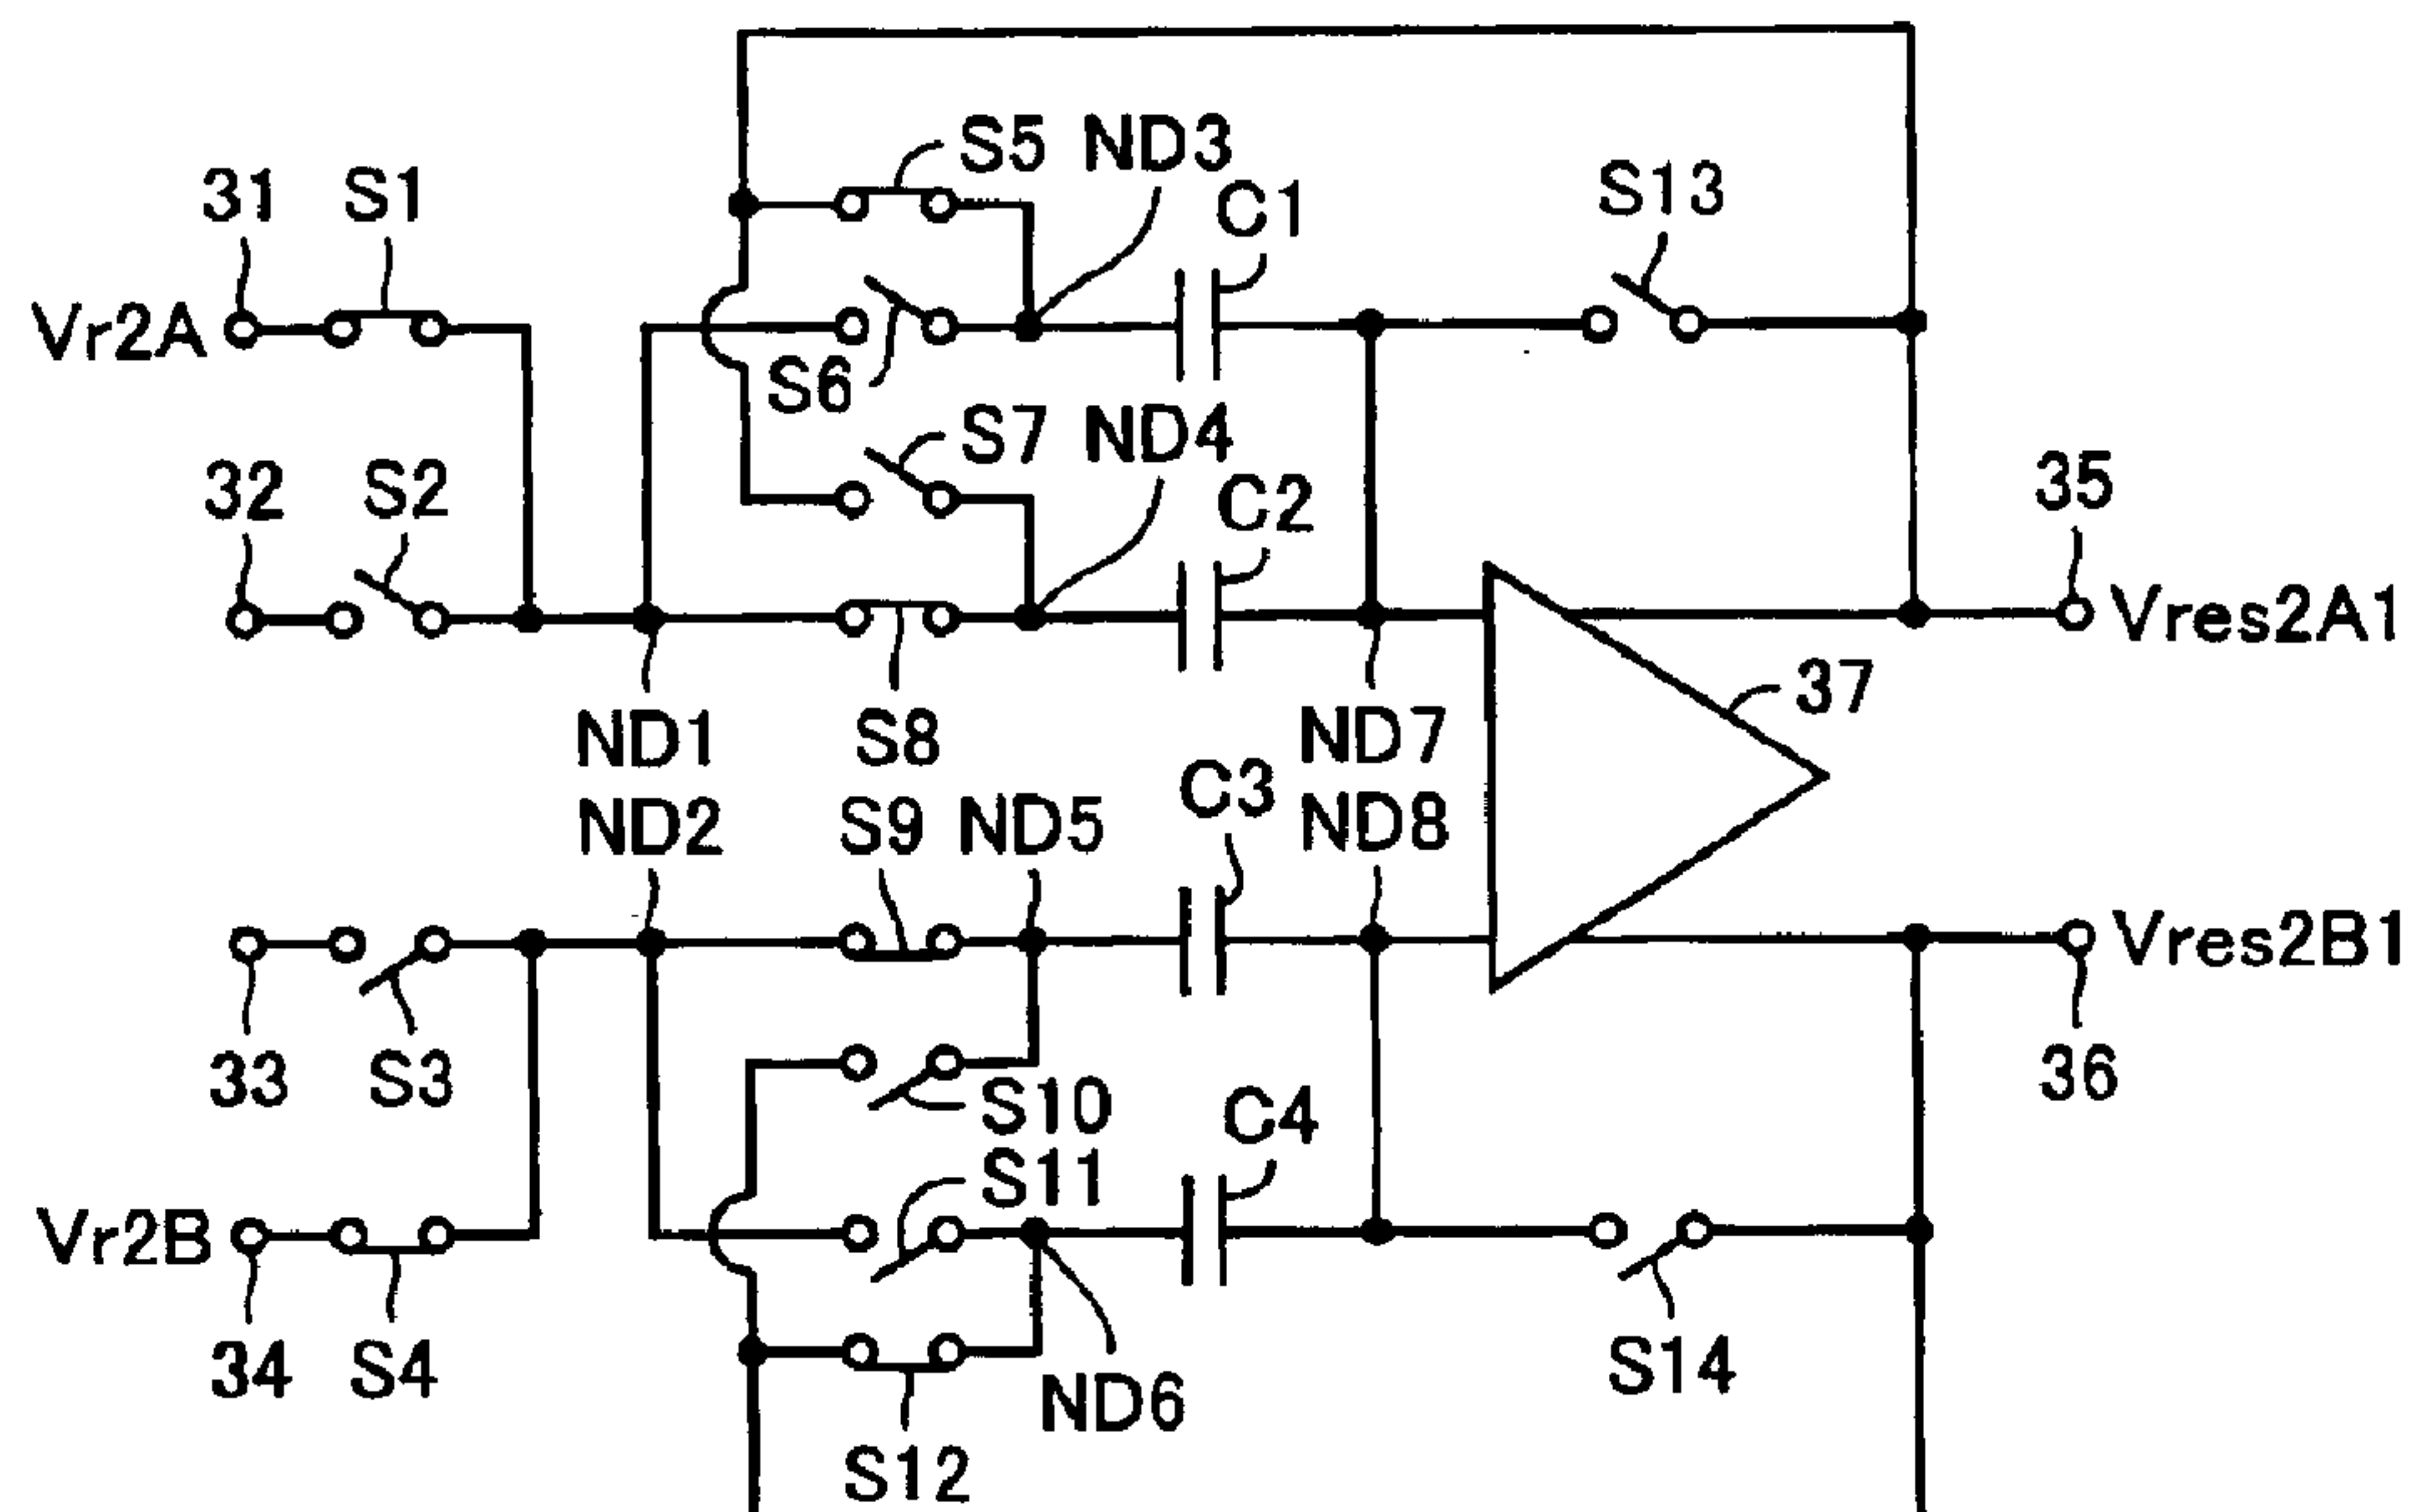 S5 ND3
31 S1 C1 S13
Vr2A
S6
S7 ND4
32 S2 C2 35
Vres2A1
37
ND1 S8 ND7
C3
ND2 S9 ND5 ND8
Vres2B1
33 S3 36
S10
C4
S11
Vr2B
34 S4 S14
ND6
S12